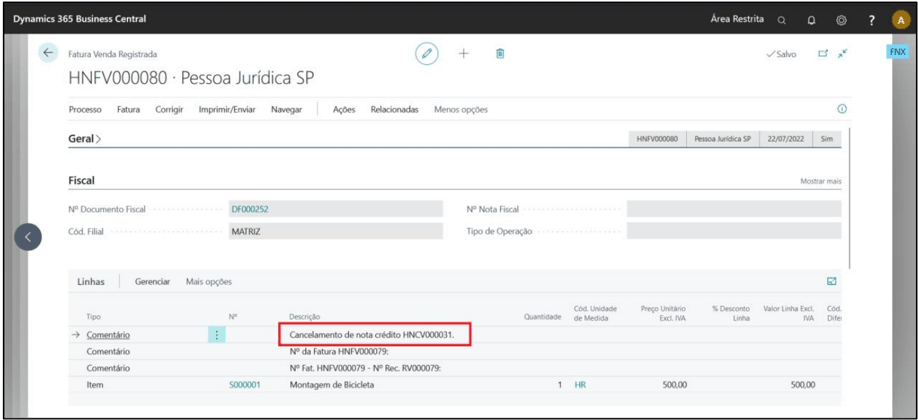 Dynamics 365 Business Central
Área Restrita
?
A
Fatura Venda Registrada
Salvo
FNX
HNFV000080 · Pessoa Jurídica SP
Processo Fatura Corrigir Imprimir/Enviar Navegar Ações Relacionadas Menos opções
Geral >
HNFV000080 Pessoa Jurídica SP 22/07/2022 Sim
Fiscal
Mostrar mais
Nº Documento Fiscal DF000252 Nº Nota Fiscal
Cód. Filial MATRIZ Tipo de Operação
Linhas Gerenciar Mais opções
Tipo Nº Descrição Quantidade Cód. Unidade de Medida Preço Unitário Excl. IVA % Desconto Linha Valor Linha Excl. IVA Cód. Difer
Comentário Cancelamento de nota crédito HNCV000031.
Comentário Nº da Fatura HNFV000079:
Comentário Nº Fat. HNFV000079 - Nº Rec. RV000079:
Item S000001 Montagem de Bicicleta 1 HR 500,00 500,00